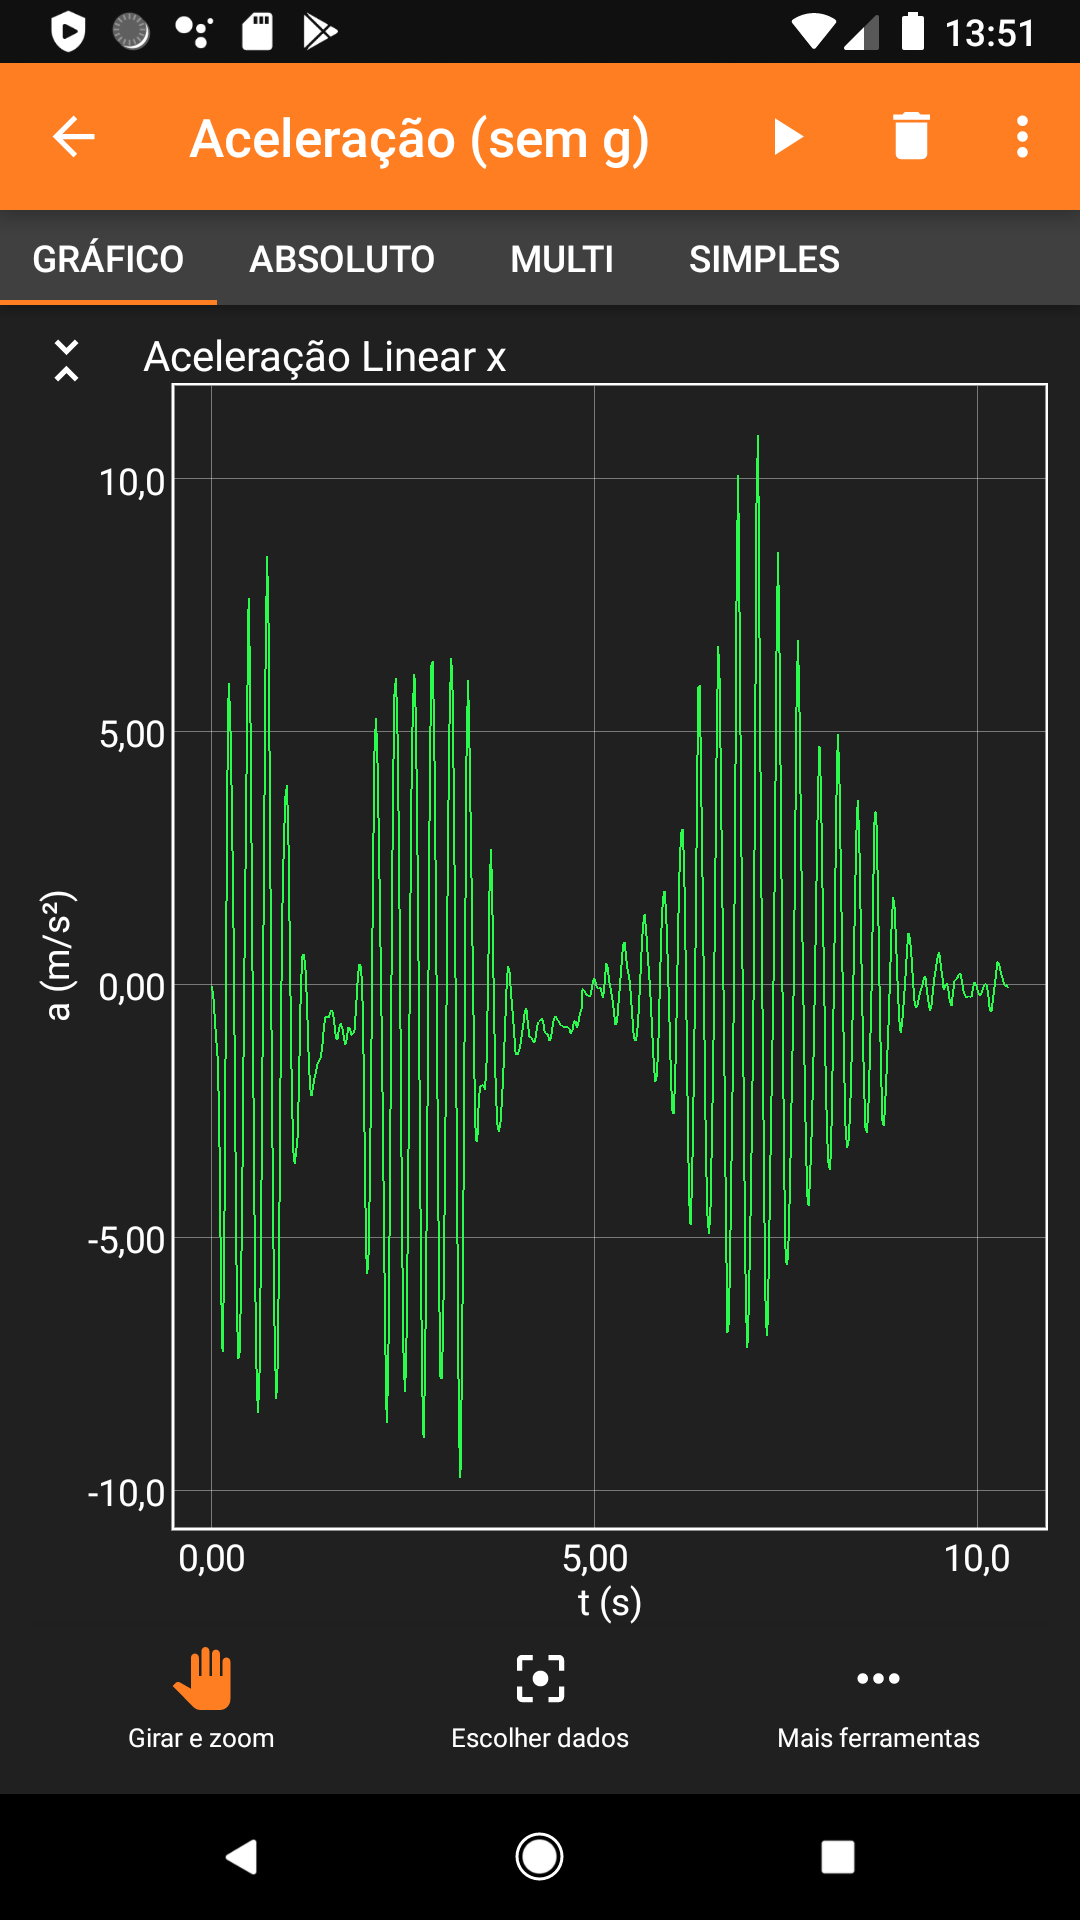 13:51
Aceleração (sem g)
GRÁFICO ABSOLUTO MULTI SIMPLES
Aceleração Linear x
10,0
5,00
0,00
-5,00
-10,0
a (m/s²)
0,00 5,00 10,0
t (s)
Girar e zoom Escolher dados Mais ferramentas